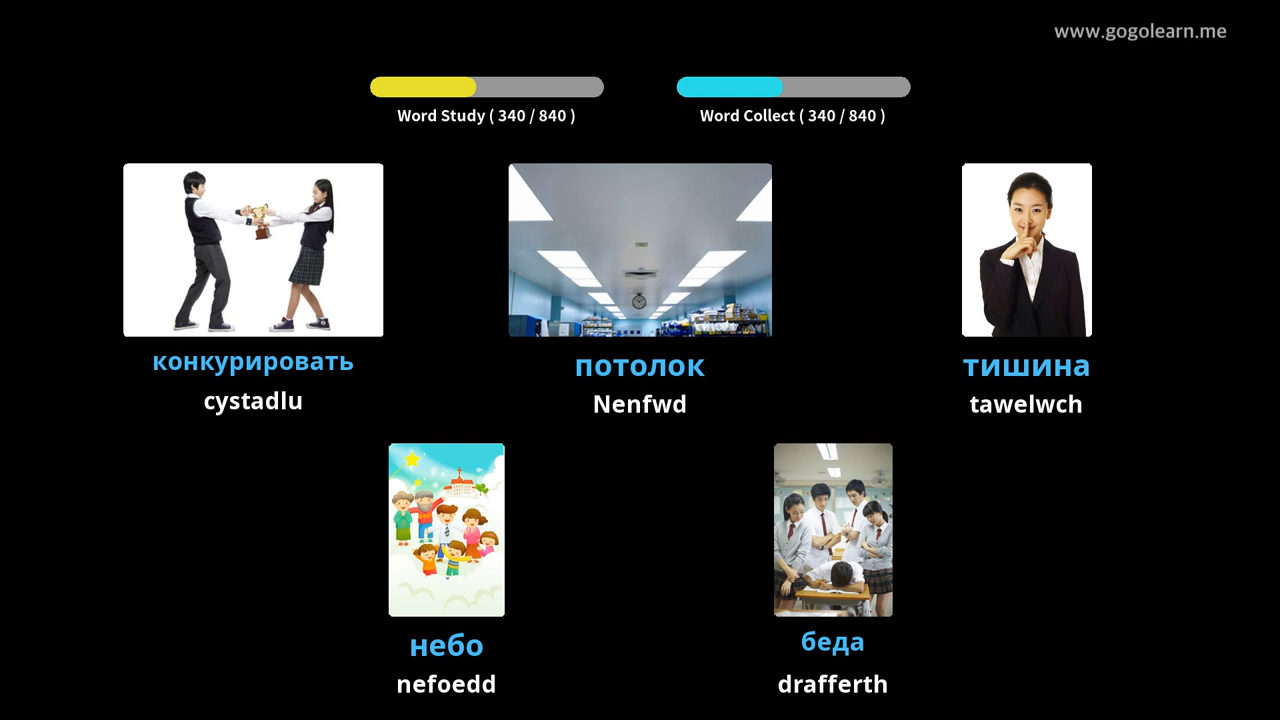 www.gogolearn.me
Word Study ( 340 / 840 )
Word Collect ( 340 / 840 )
конкурировать
cystadlu
потолок
Nenfwd
тишина
tawelwch
небо
nefoedd
беда
drafferth